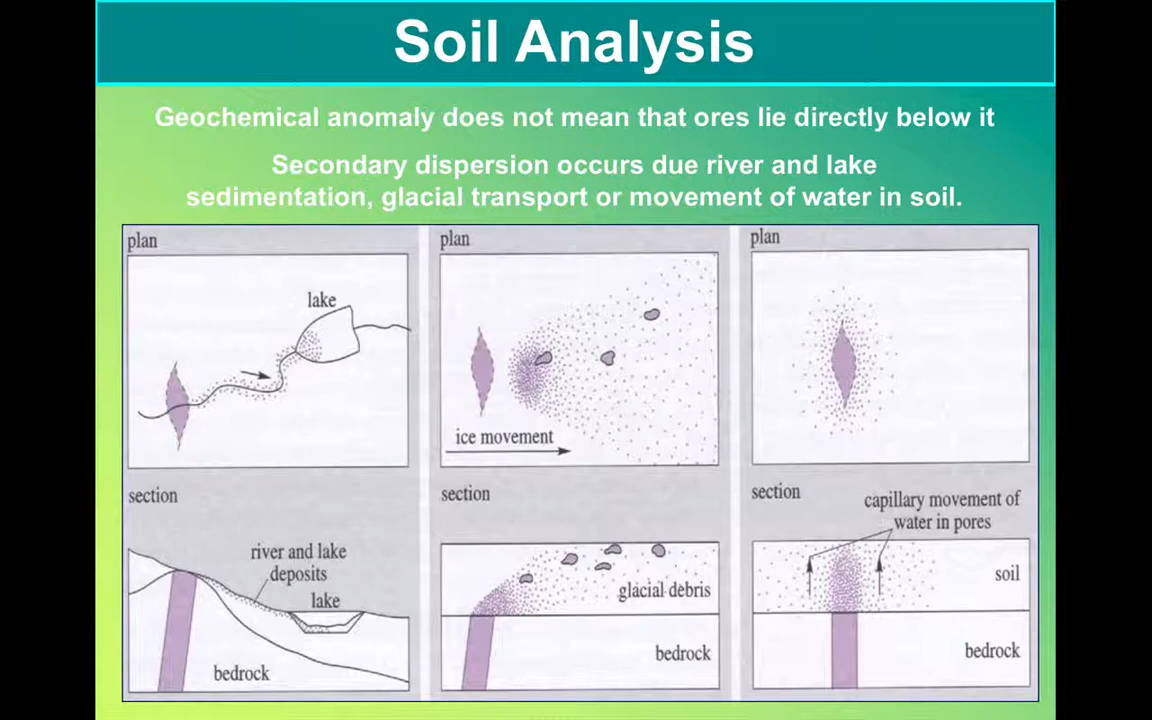 Soil Analysis
Geochemical anomaly does not mean that ores lie directly below it
Secondary dispersion occurs due river and lake
sedimentation, glacial transport or movement of water in soil.
plan
lake
section
river and lake
deposits
lake
bedrock
plan
ice movement
section
glacial debris
bedrock
plan
section
capillary movement of
water in pores
soil
bedrock